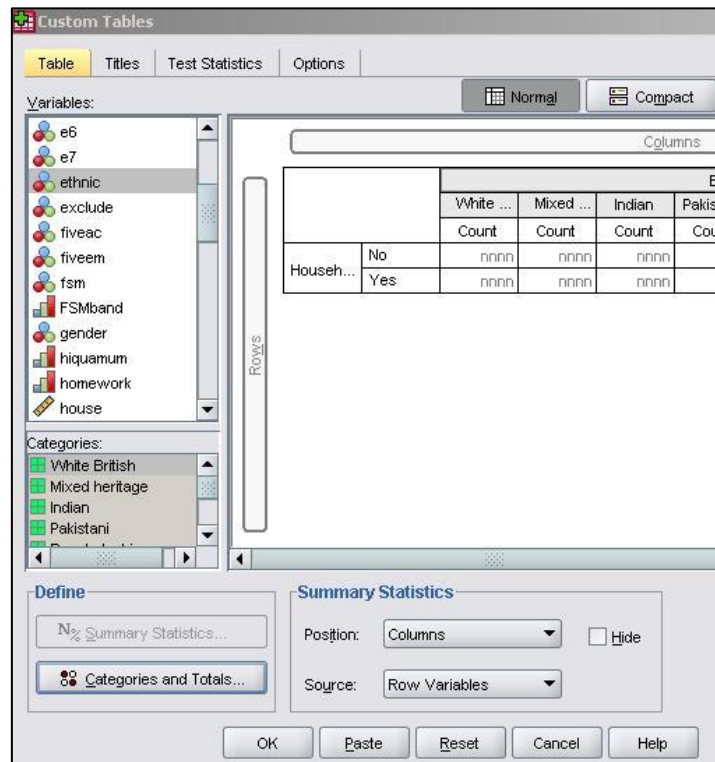 Custom Tables
Table Titles Test Statistics Options
Variables:
Normal Compact
e6
e7
ethnic
exclude
fiveac
fiveem
fsm
FSMband
gender
hiquamum
homework
house
Columns
Rows
White ... Mixed ... Indian
Count Count Count
Househ... No nnnn nnnn nnnn
Yes nnnn nnnn nnnn
Categories:
White British
Mixed heritage
Indian
Pakistani
Define
N% Summary Statistics...
Categories and Totals...
Summary Statistics
Position: Columns Hide
Source: Row Variables
OK Paste Reset Cancel Help